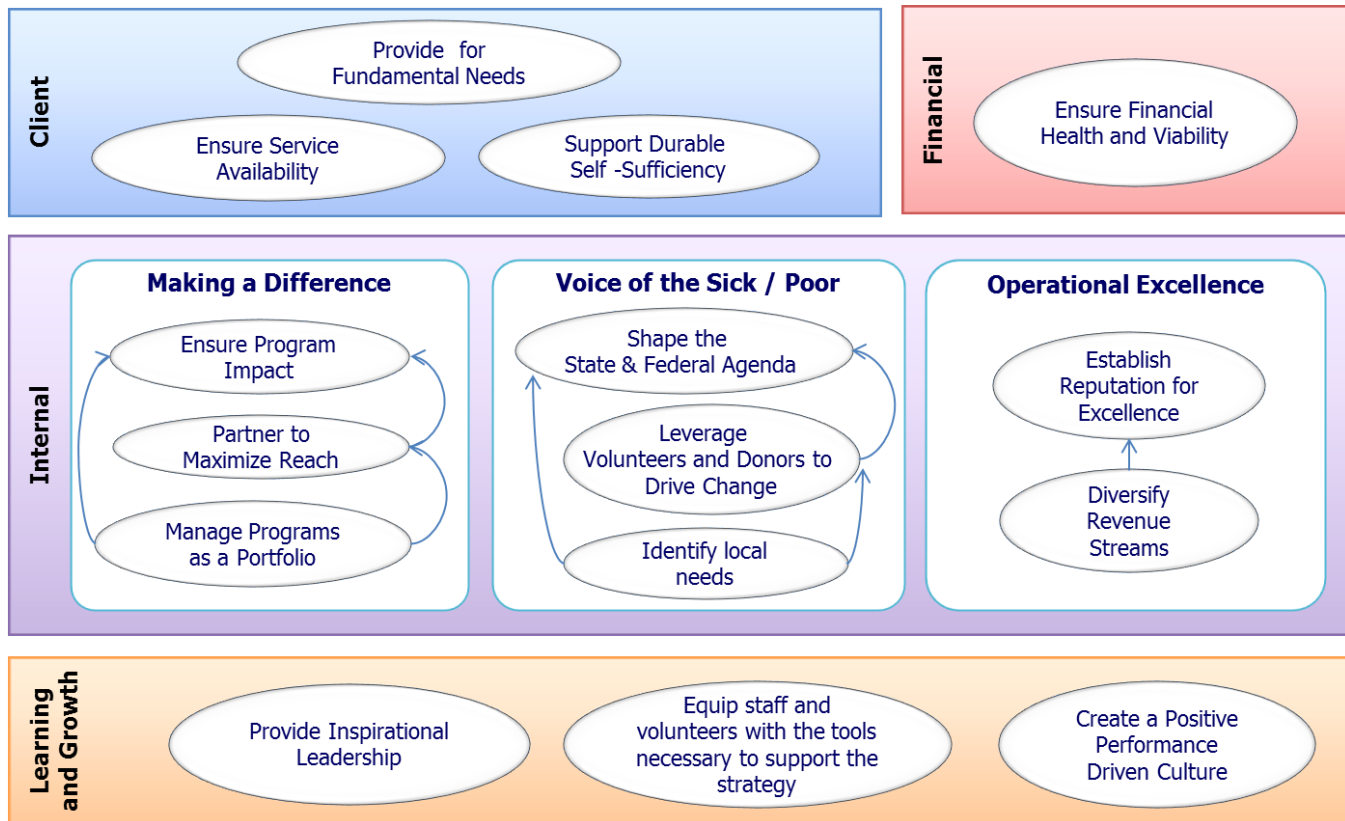 Client
Provide for
Fundamental Needs
Ensure Service
Availability
Support Durable
Self -Sufficiency
Financial
Ensure Financial
Health and Viability
Internal
Making a Difference
Ensure Program
Impact
Partner to
Maximize Reach
Manage Programs
as a Portfolio
Voice of the Sick / Poor
Shape the
State & Federal Agenda
Leverage
Volunteers and Donors to
Drive Change
Identify local
needs
Operational Excellence
Establish
Reputation for
Excellence
Diversify
Revenue
Streams
Learning
and Growth
Provide Inspirational
Leadership
Equip staff and
volunteers with the tools
necessary to support the
strategy
Create a Positive
Performance
Driven Culture